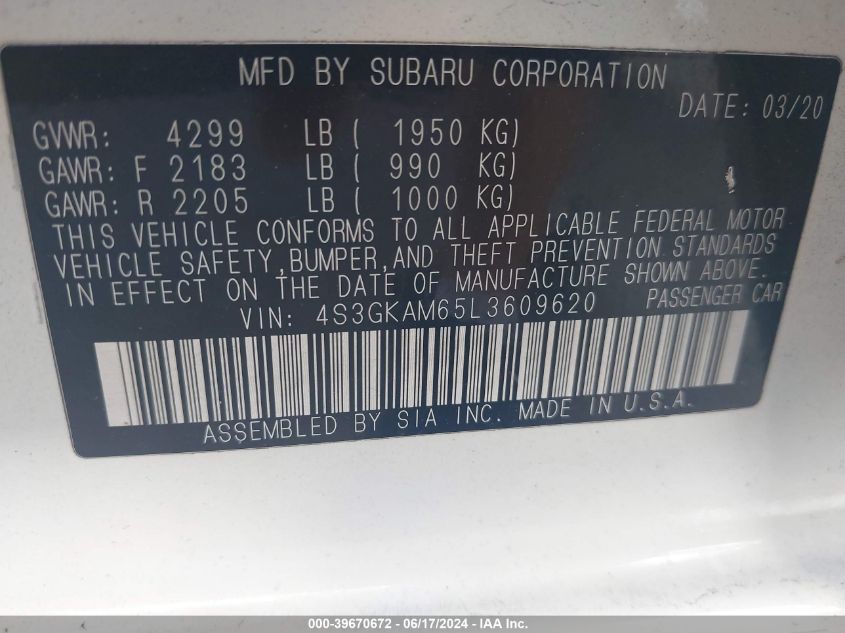 MFD BY SUBARU CORPORATION
DATE: 03/20
GVWR: 4299 LB ( 1950 KG)
GAWR: F 2183 LB ( 990 KG)
GAWR: R 2205 LB ( 1000 KG)
THIS VEHICLE CONFORMS TO ALL APPLICABLE FEDERAL MOTOR
VEHICLE SAFETY,BUMPER,AND THEFT PREVENTION STANDARDS
IN EFFECT ON THE DATE OF MANUFACTURE SHOWN ABOVE.
VIN: 4S3GKAM65L3609620 PASSENGER CAR
ASSEMBLED BY SIA INC. MADE IN U.S.A.
000-39670672 - 06/17/2024 - IAA Inc.